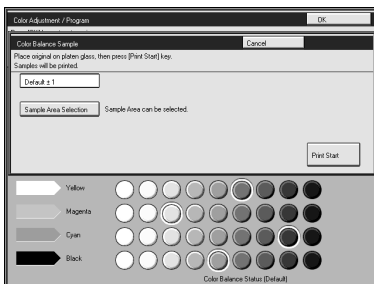 Color Adjustment / Program
OK
Color Balance Sample
Cancel
Place original on platen glass, then press [Print Start] key.
Samples will be printed.
Default ± 1
Sample Area Selection
Sample Area can be selected.
Print Start
Yellow
Magenta
Cyan
Black
Color Balance Status (Default)